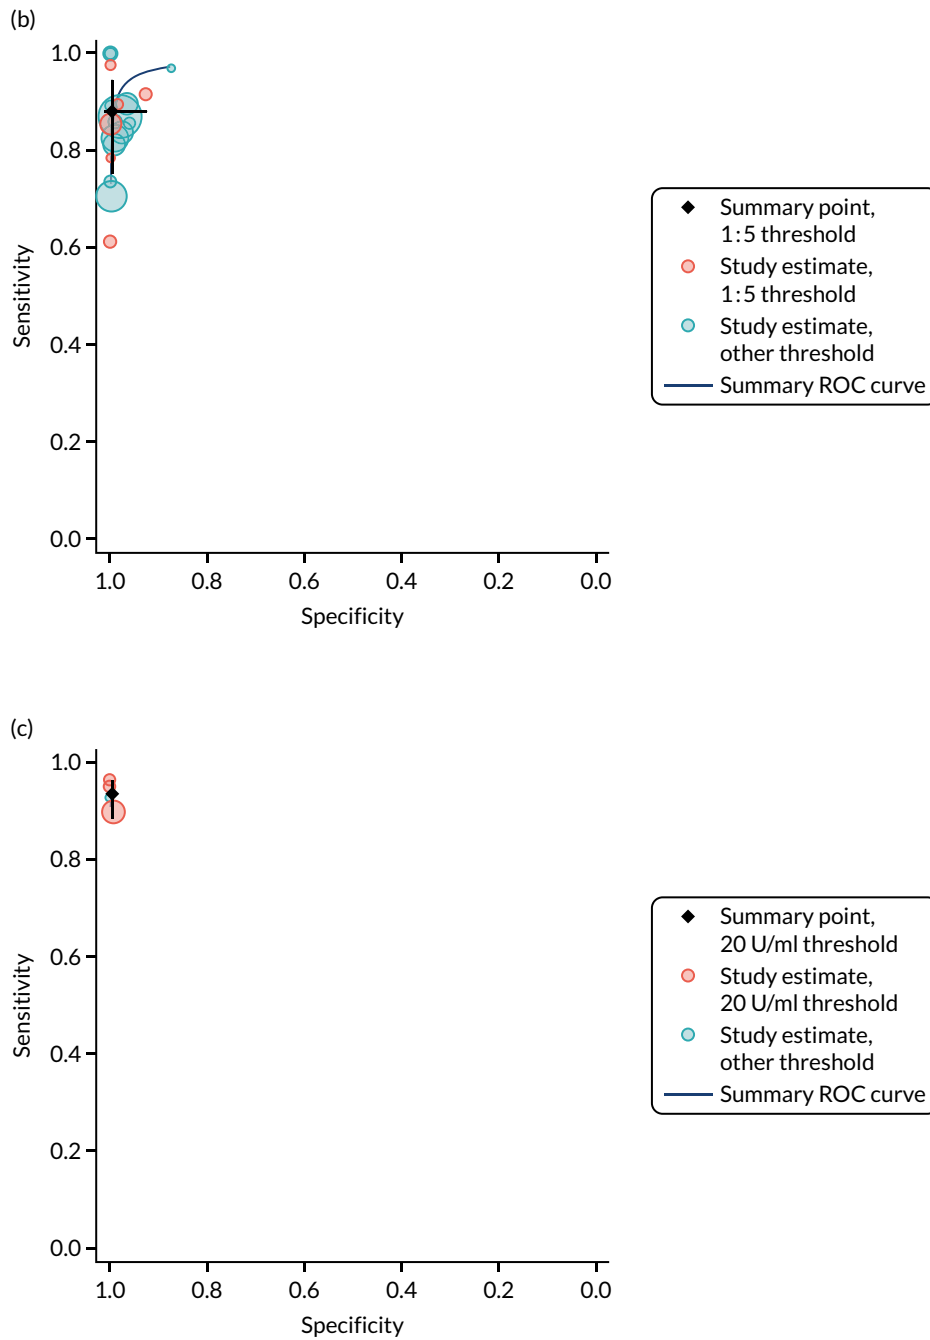 (b)
1.0
0.8
0.6
0.4
0.2
0.0
Sensitivity
1.0 0.8 0.6 0.4 0.2 0.0
Specificity
Summary point,
1:5 threshold
Study estimate,
1:5 threshold
Study estimate,
other threshold
Summary ROC curve
(c)
1.0
0.8
0.6
0.4
0.2
0.0
Sensitivity
1.0 0.8 0.6 0.4 0.2 0.0
Specificity
Summary point,
20 U/ml threshold
Study estimate,
20 U/ml threshold
Study estimate,
other threshold
Summary ROC curve